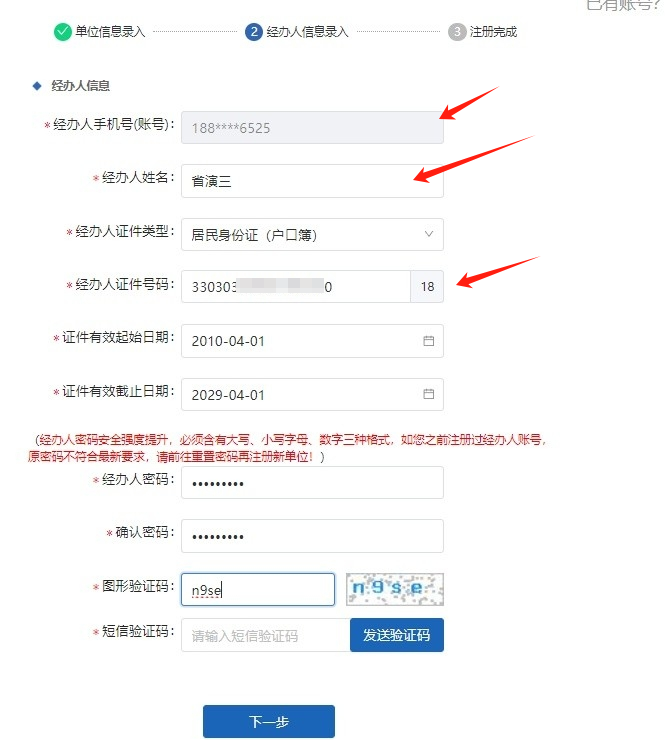 已有账号?
单位信息录入 2 经办人信息录入 3 注册完成
经办人信息
*经办人手机号(账号): 188****6525
*经办人姓名: 省演三
*经办人证件类型: 居民身份证（户口簿）
*经办人证件号码: 330303 0 18
*证件有效起始日期: 2010-04-01
*证件有效截止日期: 2029-04-01
（经办人密码安全强度提升，必须含有大写、小写字母、数字三种格式，如您之前注册过经办人账号，
原密码不符合最新要求，请前往重置密码再注册新单位！）
*经办人密码: •••••••••
*确认密码: •••••••••
*图形验证码: n9se n9se
*短信验证码: 请输入短信验证码 发送验证码
下一步